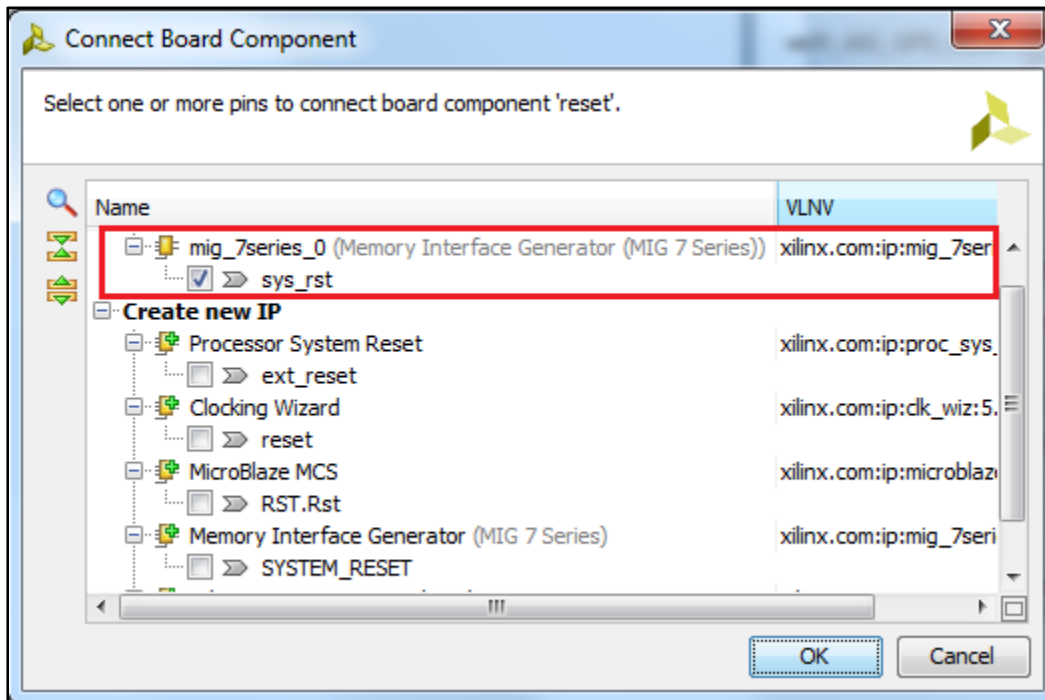 Connect Board Component
Select one or more pins to connect board component 'reset'.
Name VLNV
mig_7series_0 (Memory Interface Generator (MIG 7 Series)) xilinx.com:ip:mig_7seri
sys_rst
Create new IP
Processor System Reset xilinx.com:ip:proc_sys_
ext_reset
Clocking Wizard xilinx.com:ip:clk_wiz:5.
reset
MicroBlaze MCS xilinx.com:ip:microblaz
RST.Rst
Memory Interface Generator (MIG 7 Series) xilinx.com:ip:mig_7seri
SYSTEM_RESET
OK Cancel